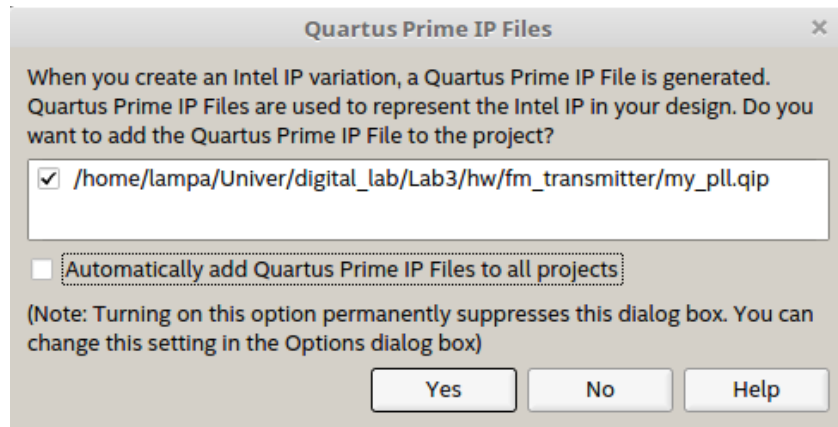 Quartus Prime IP Files
When you create an Intel IP variation, a Quartus Prime IP File is generated.
Quartus Prime IP Files are used to represent the Intel IP in your design. Do you
want to add the Quartus Prime IP File to the project?
/home/lampa/Univer/digital_lab/Lab3/hw/fm_transmitter/my_pll.qip
Automatically add Quartus Prime IP Files to all projects
(Note: Turning on this option permanently suppresses this dialog box. You can
change this setting in the Options dialog box)
Yes No Help